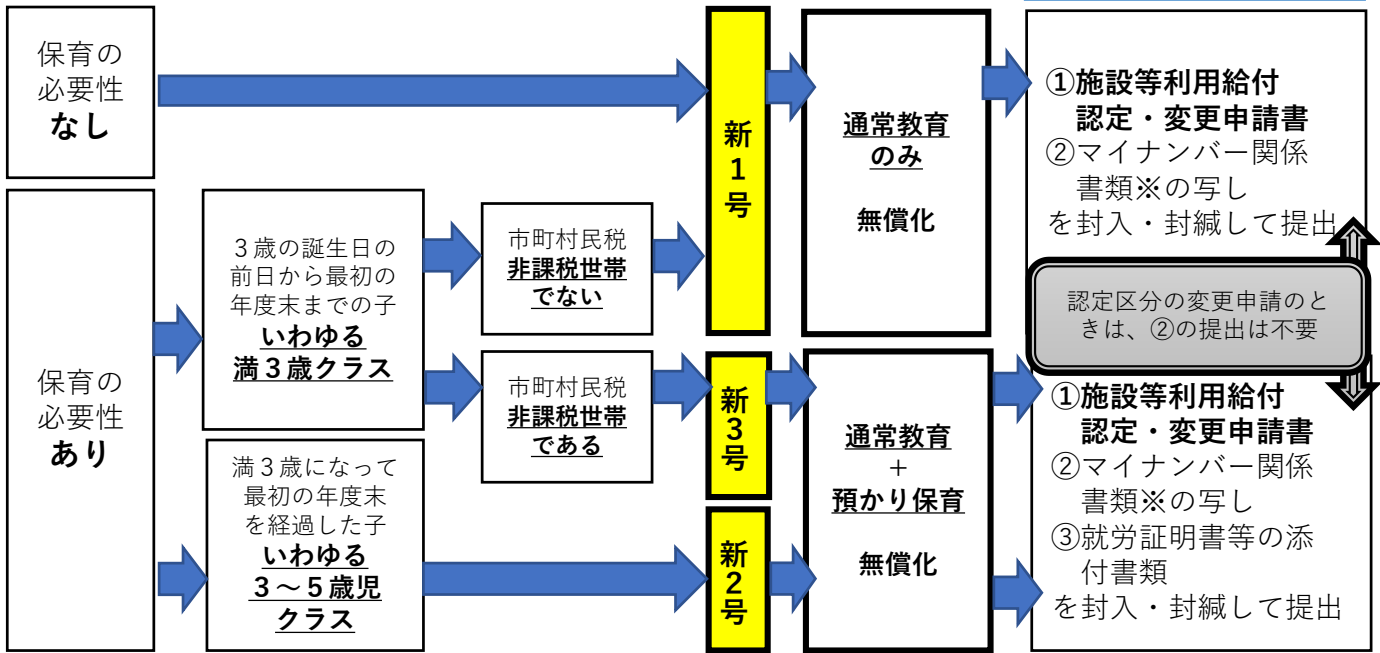 保育の
必要性
なし
新
1
号
通常教育
のみ
無償化
①施設等利用給付
認定・変更申請書
②マイナンバー関係
書類※の写し
を封入・封緘して提出
保育の
必要性
あり
３歳の誕生日の
前日から最初の
年度末までの子
いわゆる
満３歳クラス
市町村民税
非課税世帯
でない
市町村民税
非課税世帯
である
新
3
号
満３歳になって
最初の年度末
を経過した子
いわゆる
３～５歳児
クラス
新
2
号
通常教育
＋
預かり保育
無償化
認定区分の変更申請のと
きは、②の提出は不要
①施設等利用給付
認定・変更申請書
②マイナンバー関係
書類※の写し
③就労証明書等の添
付書類
を封入・封緘して提出